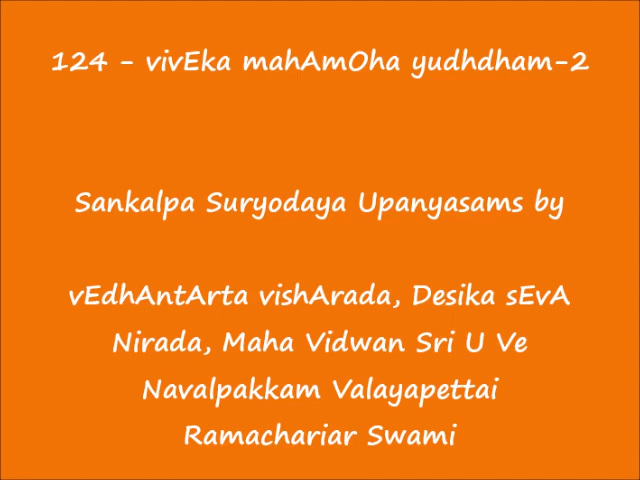 124 - vivEka mahAmOha yudhdham-2
Sankalpa Suryodaya Upanyasams by
vEdhAntArta vishArada, Desika sEvA
Nirada, Maha Vidwan Sri U Ve
Navalpakkam Valayapettai
Ramachariar Swami